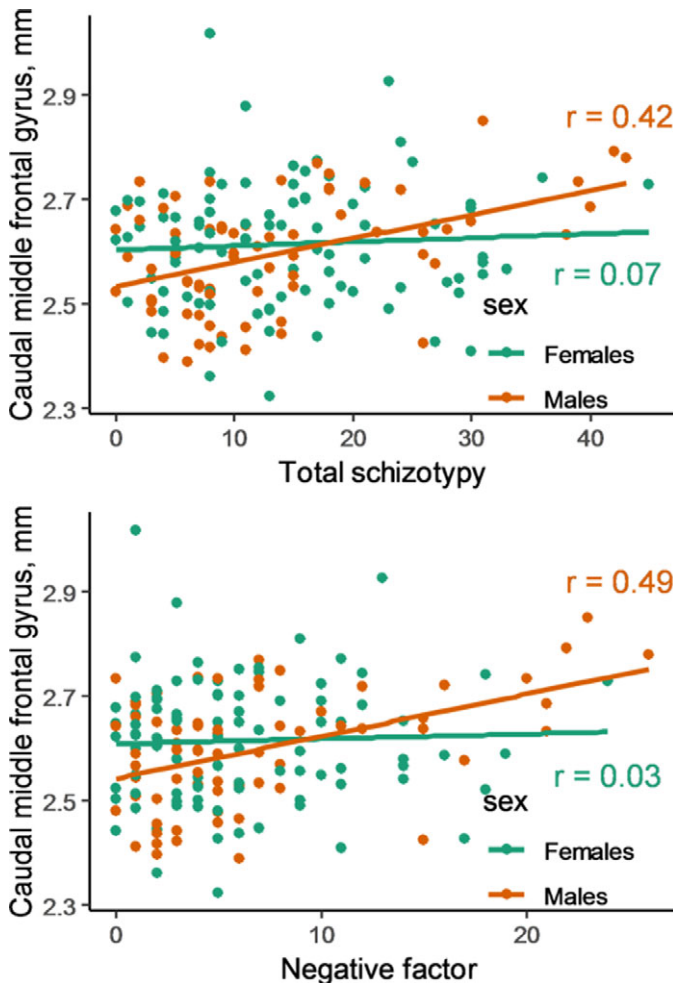 Caudal middle frontal gyrus, mm
2.9
2.7
2.5
2.3
r = 0.42
r = 0.07
sex
Females
Males
0 10 20 30 40
Total schizotypy
Caudal middle frontal gyrus, mm
2.9
2.7
2.5
2.3
r = 0.49
r = 0.03
sex
Females
Males
0 10 20
Negative factor